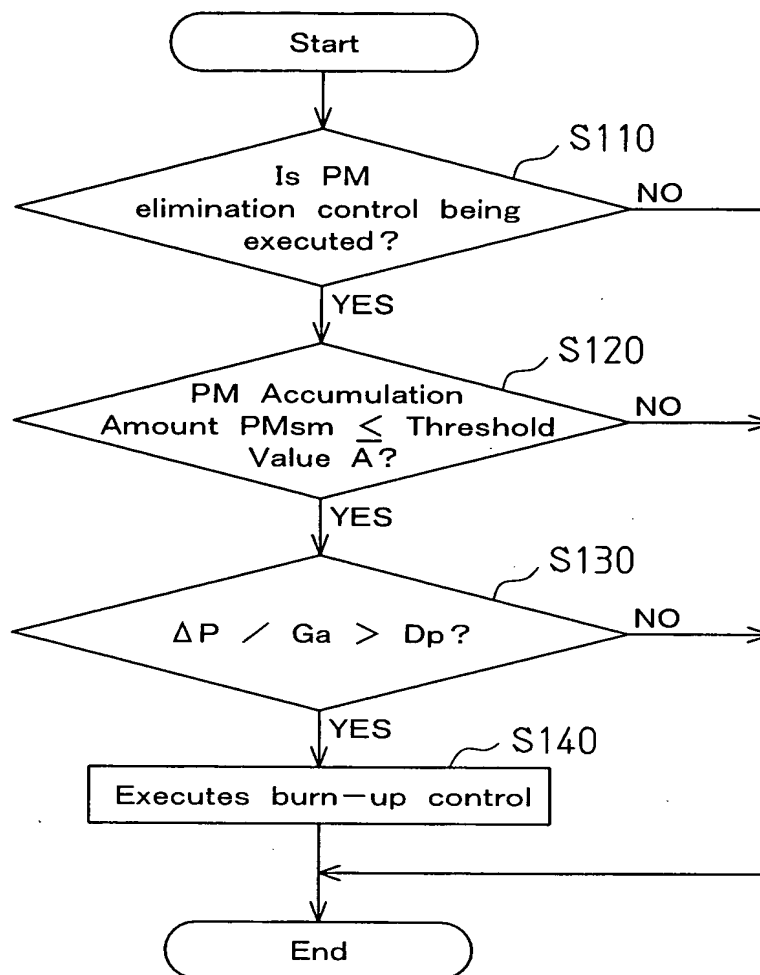 Start
S110
Is PM
elimination control being
executed?
NO
YES
S120
PM Accumulation
Amount PMsm ≤ Threshold
Value A?
NO
YES
S130
ΔP / Ga > Dp?
NO
YES
S140
Executes burn-up control
End